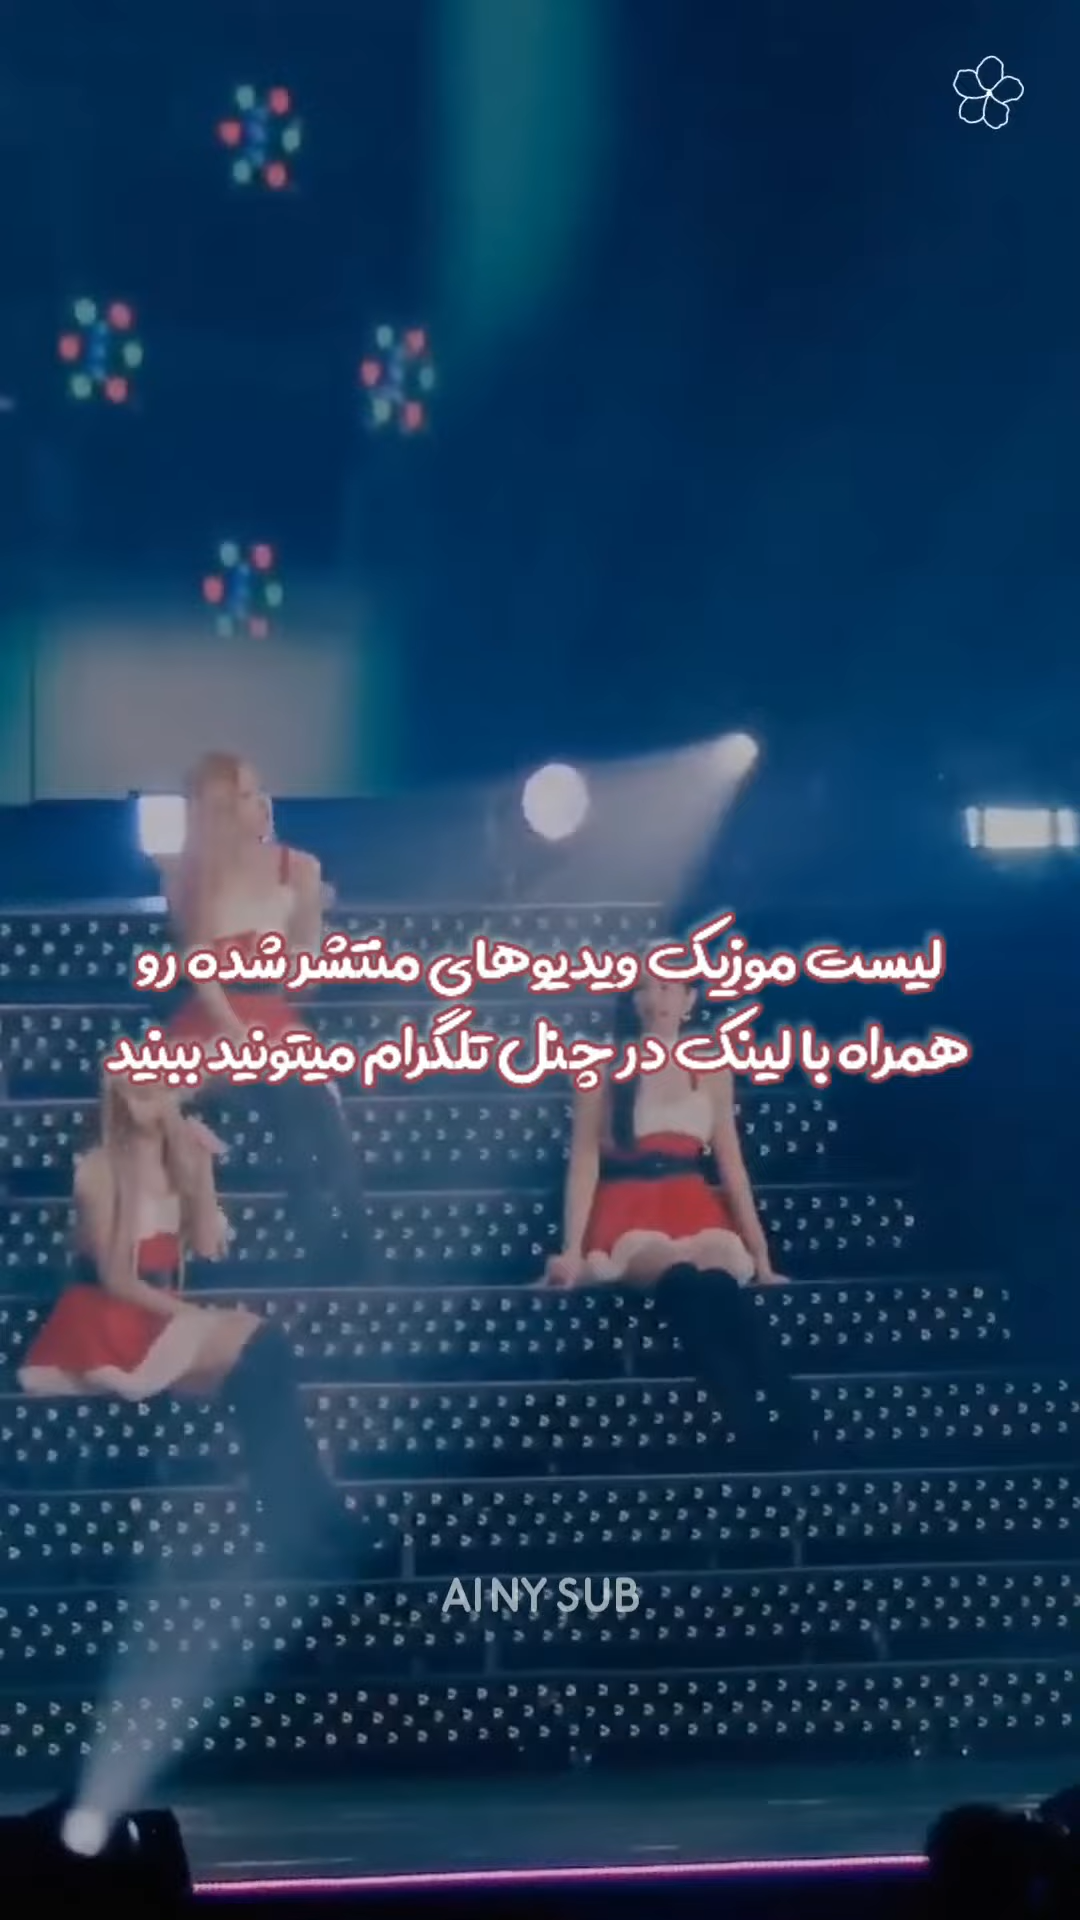 لیست موزیک ویدیوهای منتشر شده رو
همراه با لینک در چنل تلگرام میتونید ببینید
AINY SUB